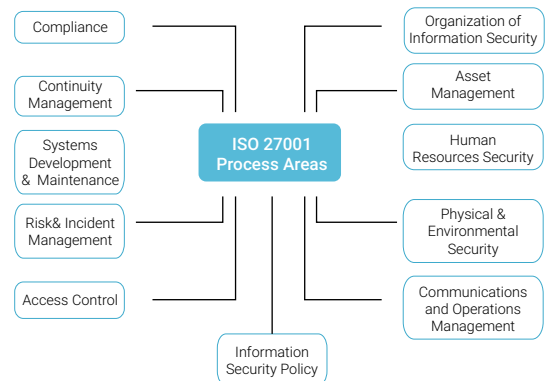 Compliance
Continuity
Management
Systems
Development
& Maintenance
Risk& Incident
Management
Access Control
ISO 27001
Process Areas
Information
Security Policy
Organization of
Information Security
Asset
Management
Human
Resources Security
Physical &
Environmental
Security
Communications
and Operations
Management